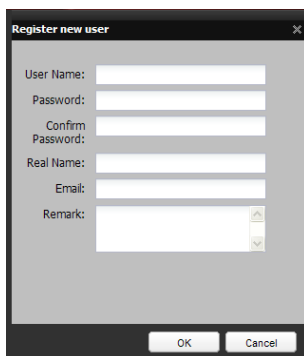 Register new user
User Name:
Password:
Confirm
Password:
Real Name:
Email:
Remark:
OK Cancel